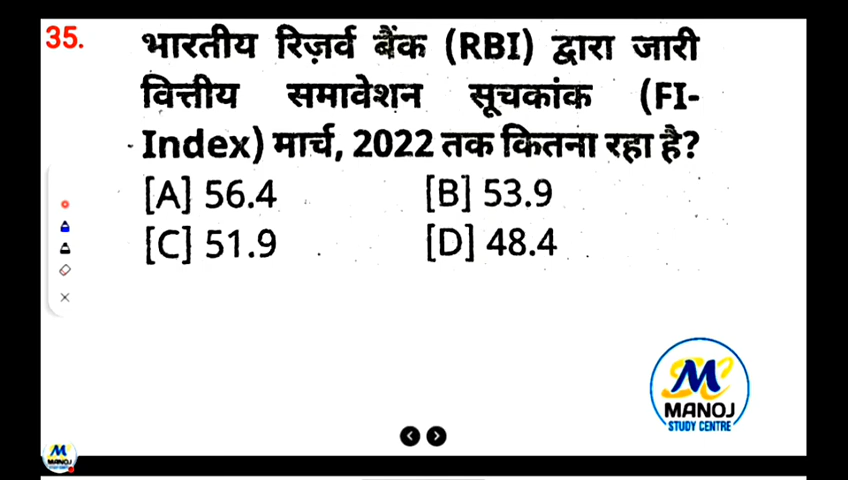 35.
भारतीय रिज़र्व बैंक (RBI) द्वारा जारी
वित्तीय समावेशन सूचकांक (FI-
Index) मार्च, 2022 तक कितना रहा है?
[A] 56.4 [B] 53.9
[C] 51.9 [D] 48.4
M
MANOJ
STUDY CENTRE
M
MANOJ